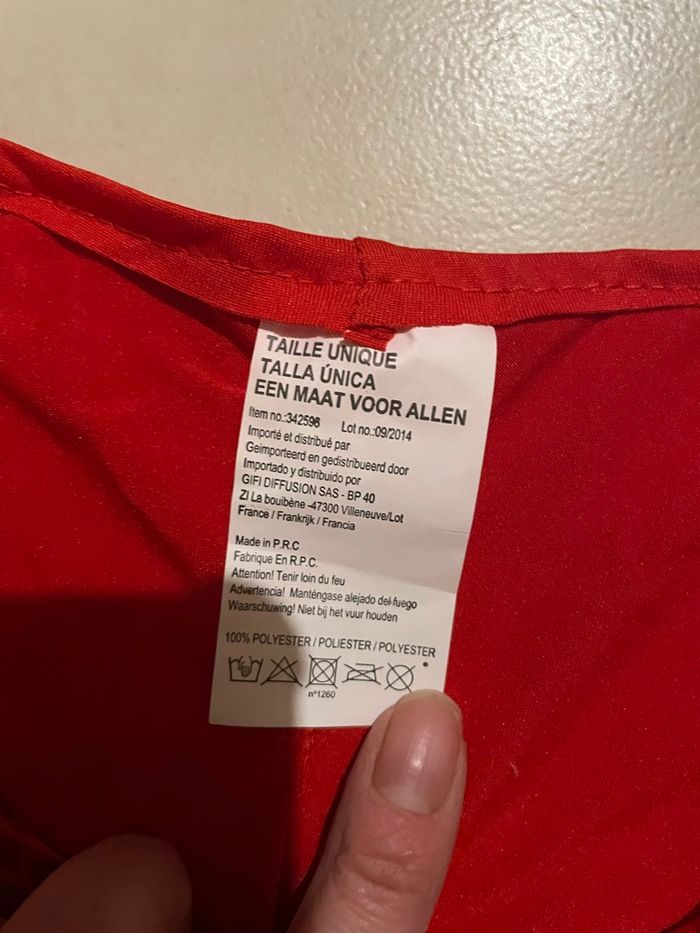 TAILLE UNIQUE
TALLA ÚNICA
EEN MAAT VOOR ALLEN
Item no.:342596 Lot no.:09/2014
Importé et distribué par
Geimporteerd en gedistribueerd door
Importado y distribuido por
GIFI DIFFUSION SAS - BP 40
ZI La bouibène -47300 Villeneuve/Lot
France / Frankrijk / Francia
Made in P.R.C
Fabrique En R.P.C.
Attention! Tenir loin du feu
Advertencia! Manténgase alejado del fuego
Waarschuwing! Niet bij het vuur houden
100% POLYESTER / POLIESTER / POLYESTER
n°1260